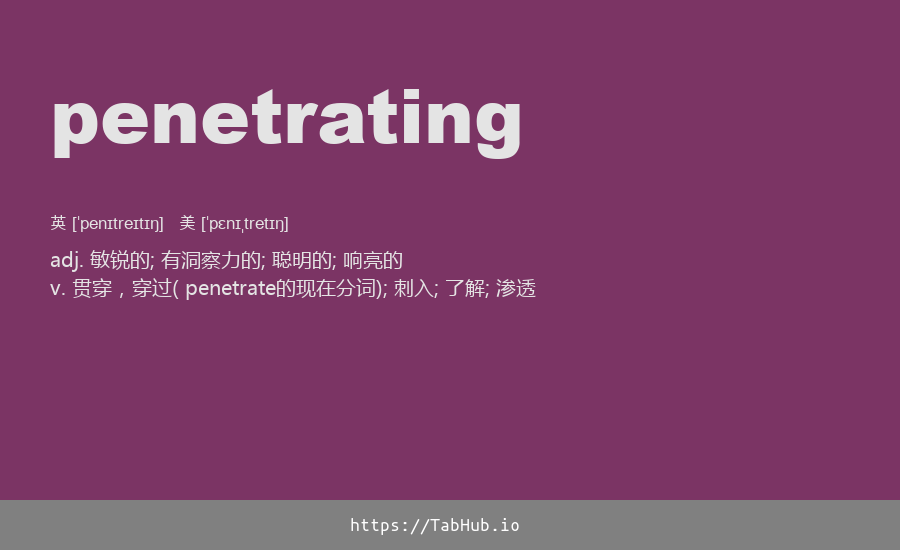 penetrating
英 [ˈpenɪtreɪtɪŋ] 美 [ˈpɛnɪˌtretɪŋ]
adj. 敏锐的; 有洞察力的; 聪明的; 响亮的
v. 贯穿，穿过( penetrate的现在分词); 刺入; 了解; 渗透
https://TabHub.io